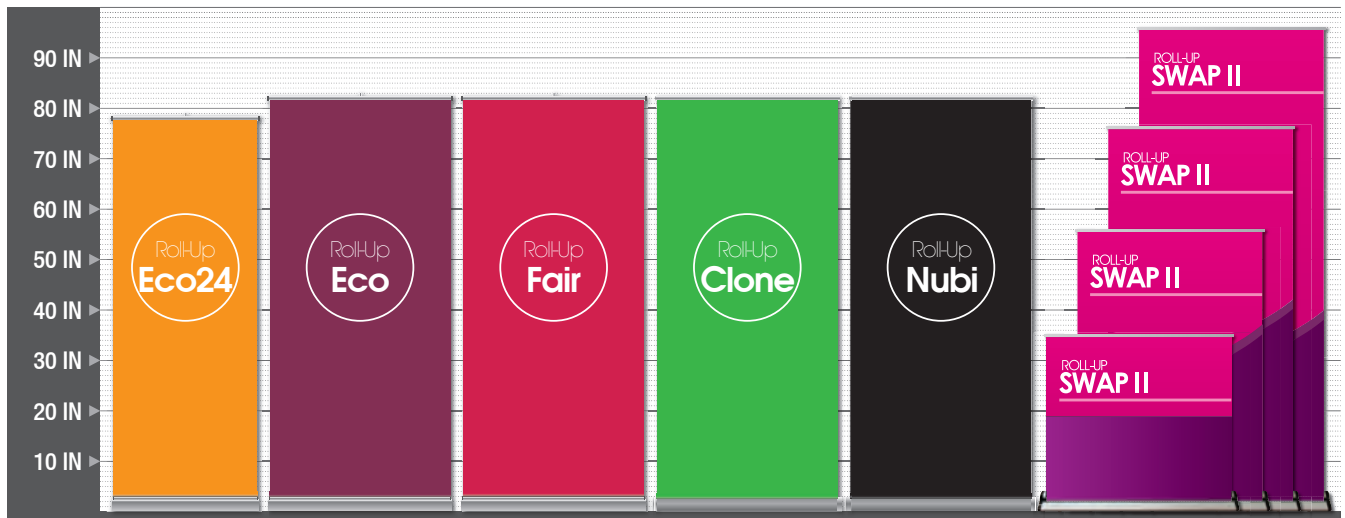 90 IN
80 IN
70 IN
60 IN
50 IN
40 IN
30 IN
20 IN
10 IN
Roll-Up
Eco24
Roll-Up
Eco
Roll-Up
Fair
Roll-Up
Clone
Roll-Up
Nubi
ROLL-UP
SWAP II
ROLL-UP
SWAP II
ROLL-UP
SWAP II
ROLL-UP
SWAP II